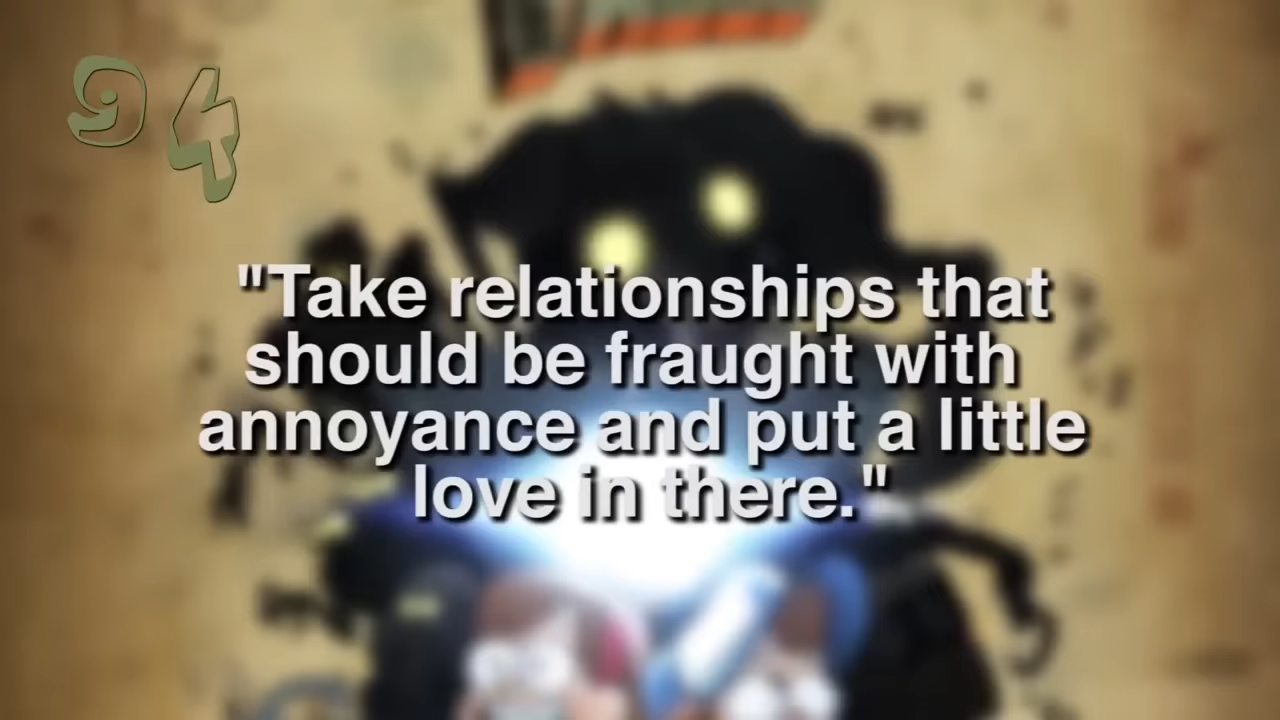 94
"Take relationships that
should be fraught with
annoyance and put a little
love in there."